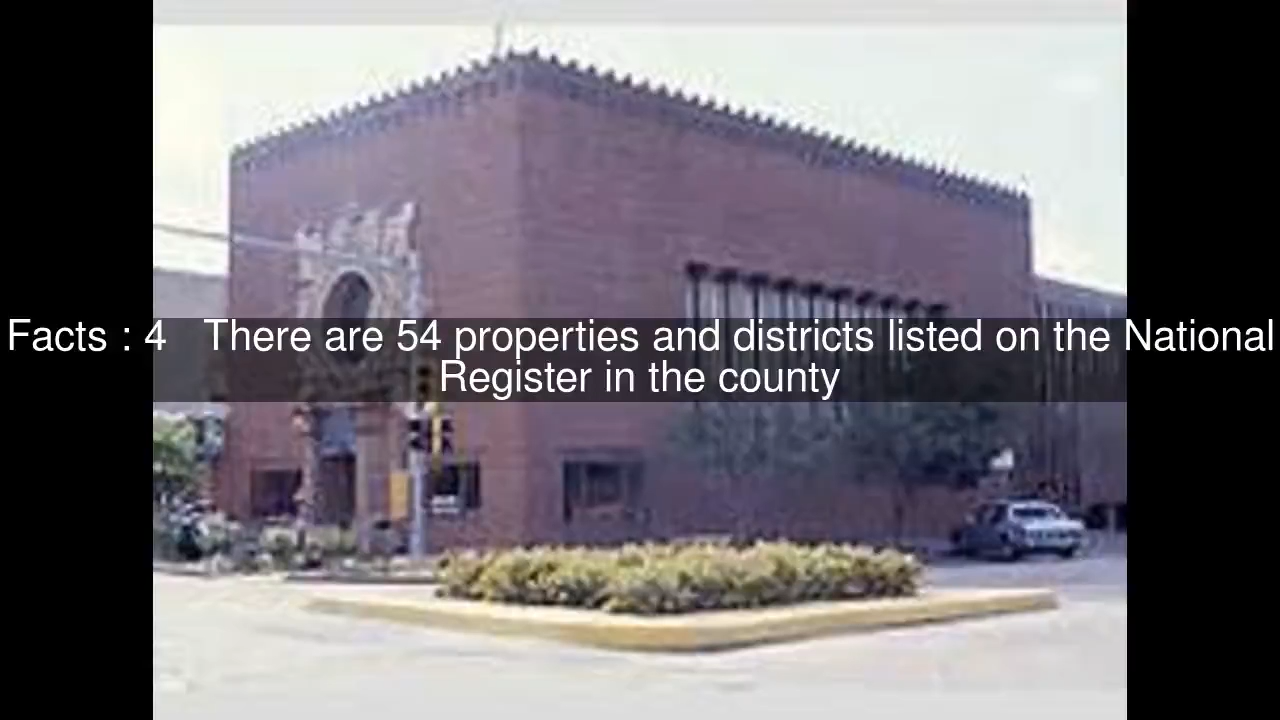 Facts : 4   There are 54 properties and districts listed on the National
Register in the county